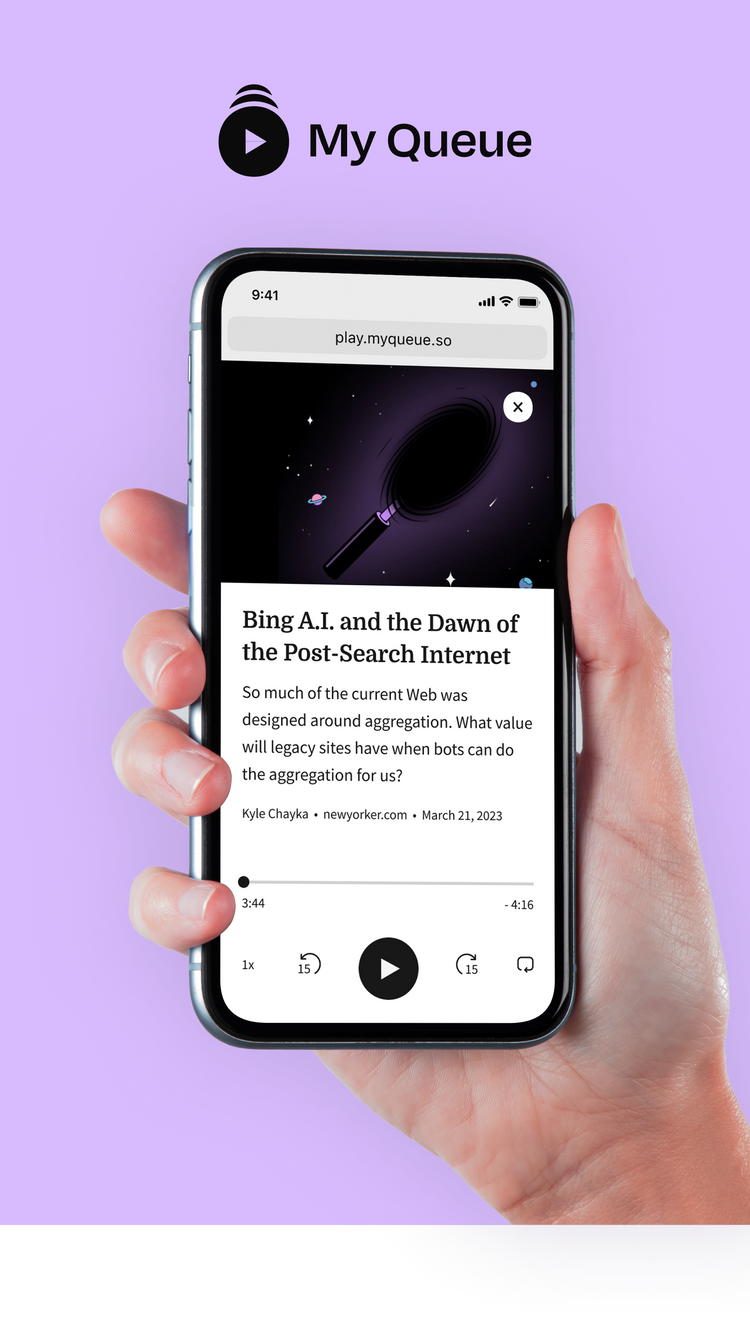 My Queue
9:41
play.myqueue.so
Bing A.I. and the Dawn of
the Post-Search Internet
So much of the current Web was
designed around aggregation. What value
will legacy sites have when bots can do
the aggregation for us?
Kyle Chayka • newyorker.com • March 21, 2023
3:44 - 4:16
1x 15 15